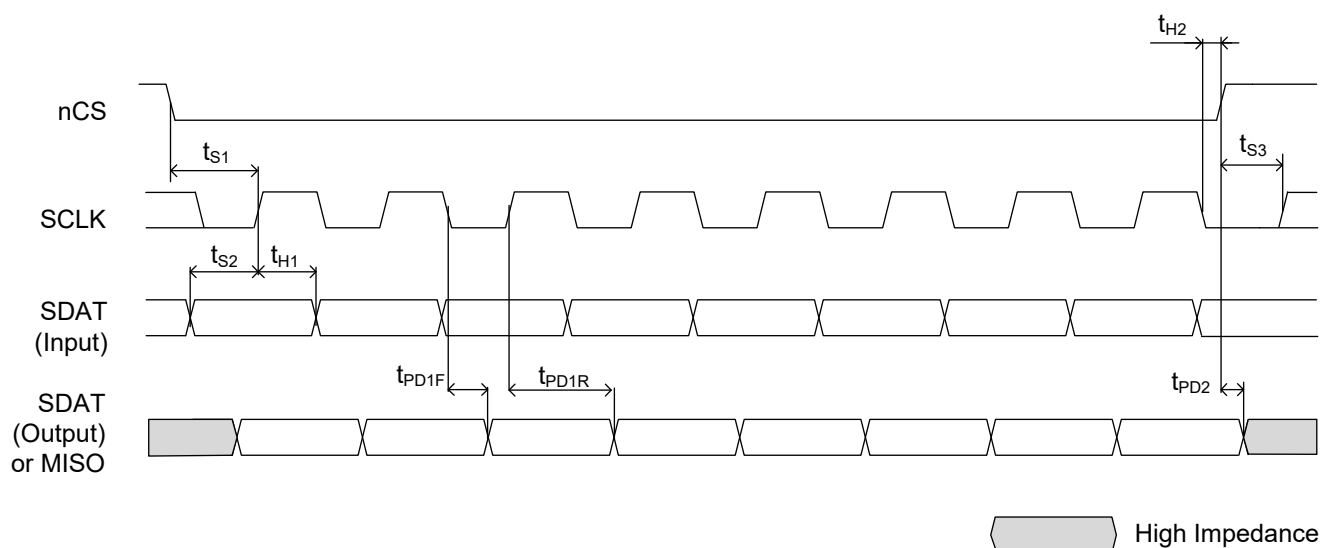 tH2
nCS
tS1
tS3
SCLK
tS2
tH1
SDAT
(Input)
tPD1F
tPD1R
tPD2
SDAT
(Output)
or MISO
High Impedance